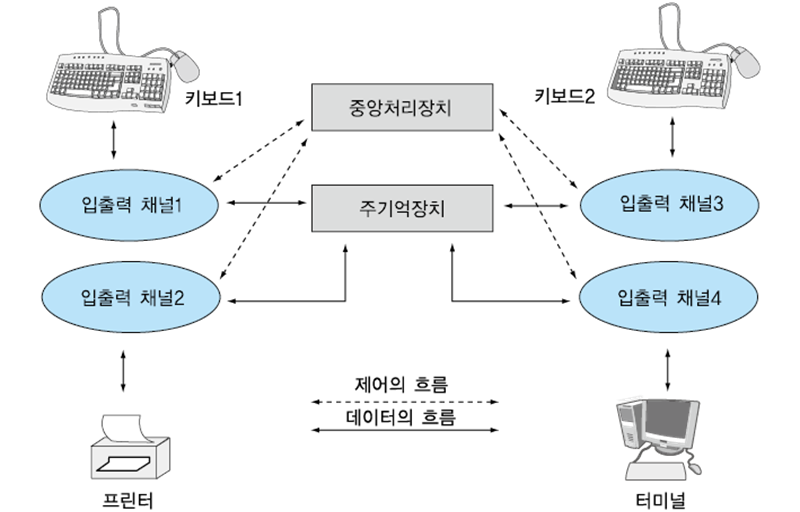 키보드1
키보드2
중앙처리장치
입출력 채널1
주기억장치
입출력 채널3
입출력 채널2
입출력 채널4
제어의 흐름
데이터의 흐름
프린터
터미널